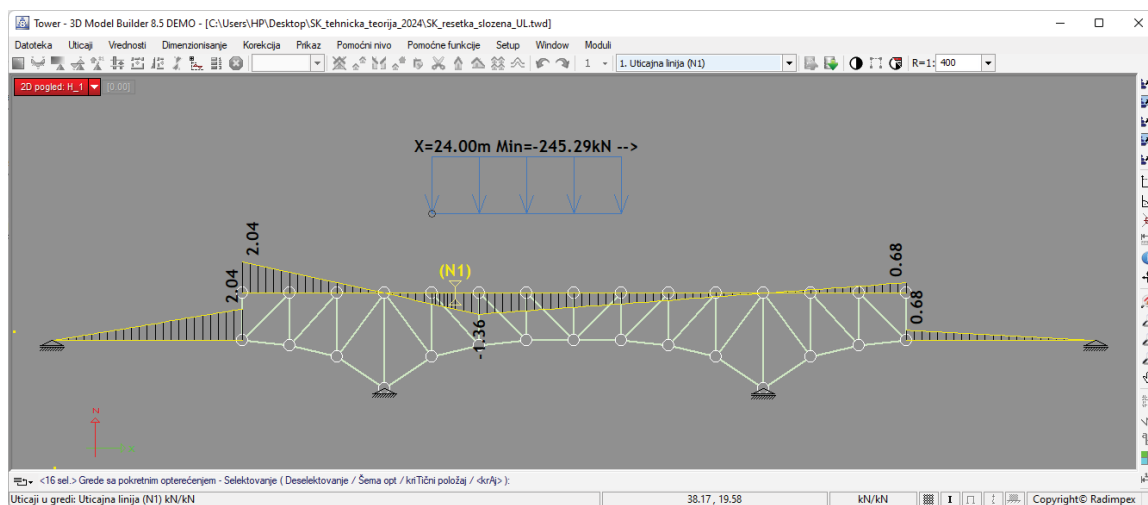 Tower - 3D Model Builder 8.5 DEMO - [C:\Users\HP\Desktop\SK_tehnicka_teorija_2024\SK_resetka_slozena_UL.twd]
Datoteka Uticaji Vrednosti Dimenzionisanje Korekcija Prikaz Pomoćni nivo Pomoćne funkcije Setup Window Moduli
1 1. Uticajna linija (N1) R=1: 400
2D pogled: H_1 [0.00]
X=24.00m Min=-245.29kN -->
2.04
2.04
(N1)
-1.36
0.68
0.68
N
<16 sel.> Grede sa pokretnim opterećenjem - Selektovanje ( Deselektovanje / Šema opt / kriTični položaj / <krAj> ):
Uticaji u gredi: Uticajna linija (N1) kN/kN 38.17 , 19.58 kN/kN Copyright© Radimpex